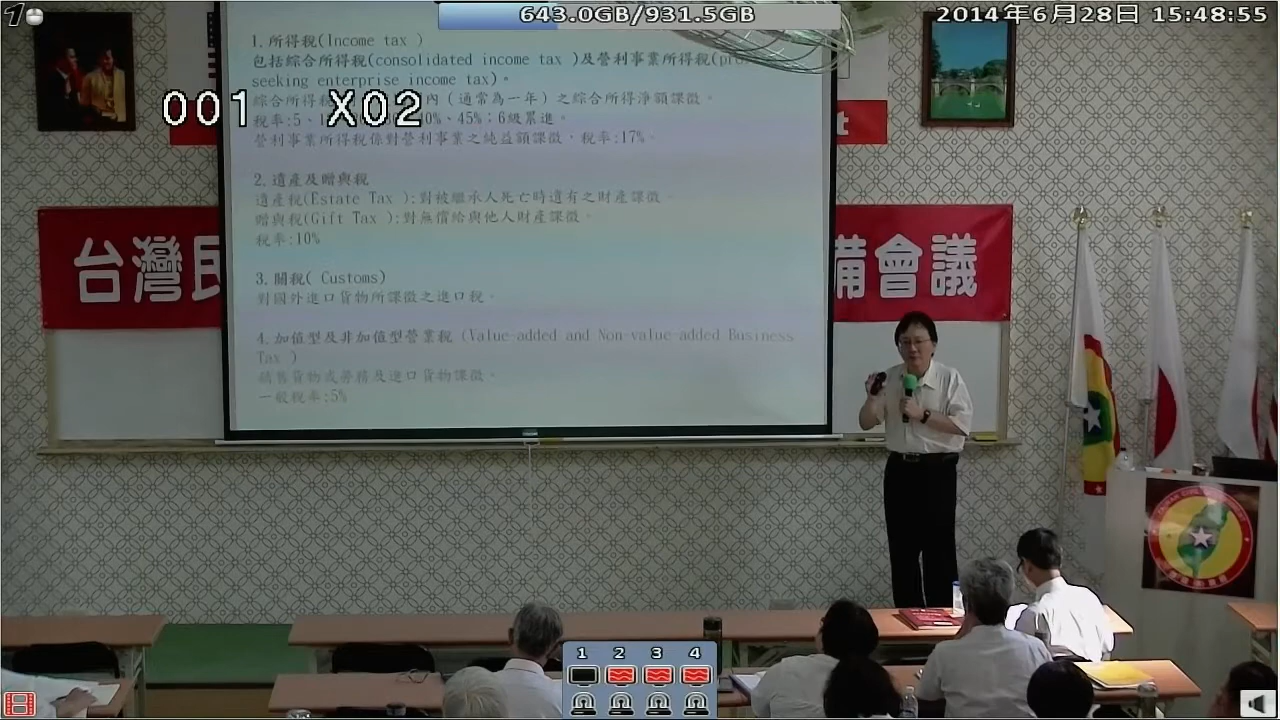 1
643.0GB/931.5GB
2014年6月28日 15:48:55
001 X02
1.所得稅(Income tax )
包括綜合所得稅(consolidated income tax )及營利事業所得稅(pro
seeking enterprise income tax)。
綜合所得稅 內（通常為一年）之綜合所得淨額課徵。
稅率:5、 0%、45%；6級累進。
營利事業所得稅係對營利事業之純益額課徵，稅率:17%。
2.遺產及贈與稅
遺產稅(Estate Tax ):對被繼承人死亡時遺有之財產課徵。
贈與稅(Gift Tax ):對無償給與他人財產課徵。
稅率:10%
3.關稅( Customs)
對國外進口貨物所課徵之進口稅。
4.加值型及非加值型營業稅 (Value-added and Non-value-added Business
Tax )
銷售貨物或勞務及進口貨物課徵。
一般稅率:5%
t
台灣民 備會議
1 2 3 4